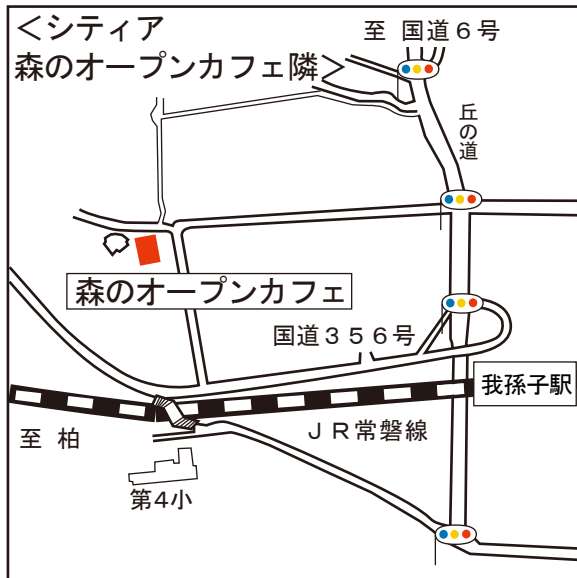 ＜シティア
森のオープンカフェ隣＞
至 国道６号
丘の道
森のオープンカフェ
国道３５６号
我孫子駅
ＪＲ常磐線
至 柏
第4小